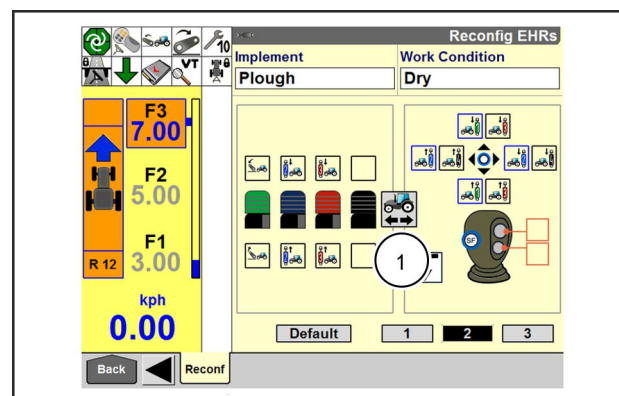 Reconfig EHRs
10
VT
Implement
Work Condition
Plough
Dry
F3
7.00
F2
5.00
F1
3.00
R 12
kph
0.00
1
SF
Default
1
2
3
Back
Reconf